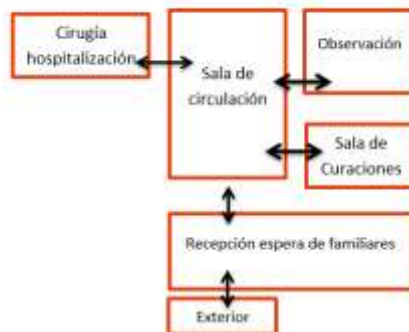 Cirugía
hospitalización
Sala de
circulación
Observación
Sala de
Curaciones
Recepción espera de familiares
Exterior